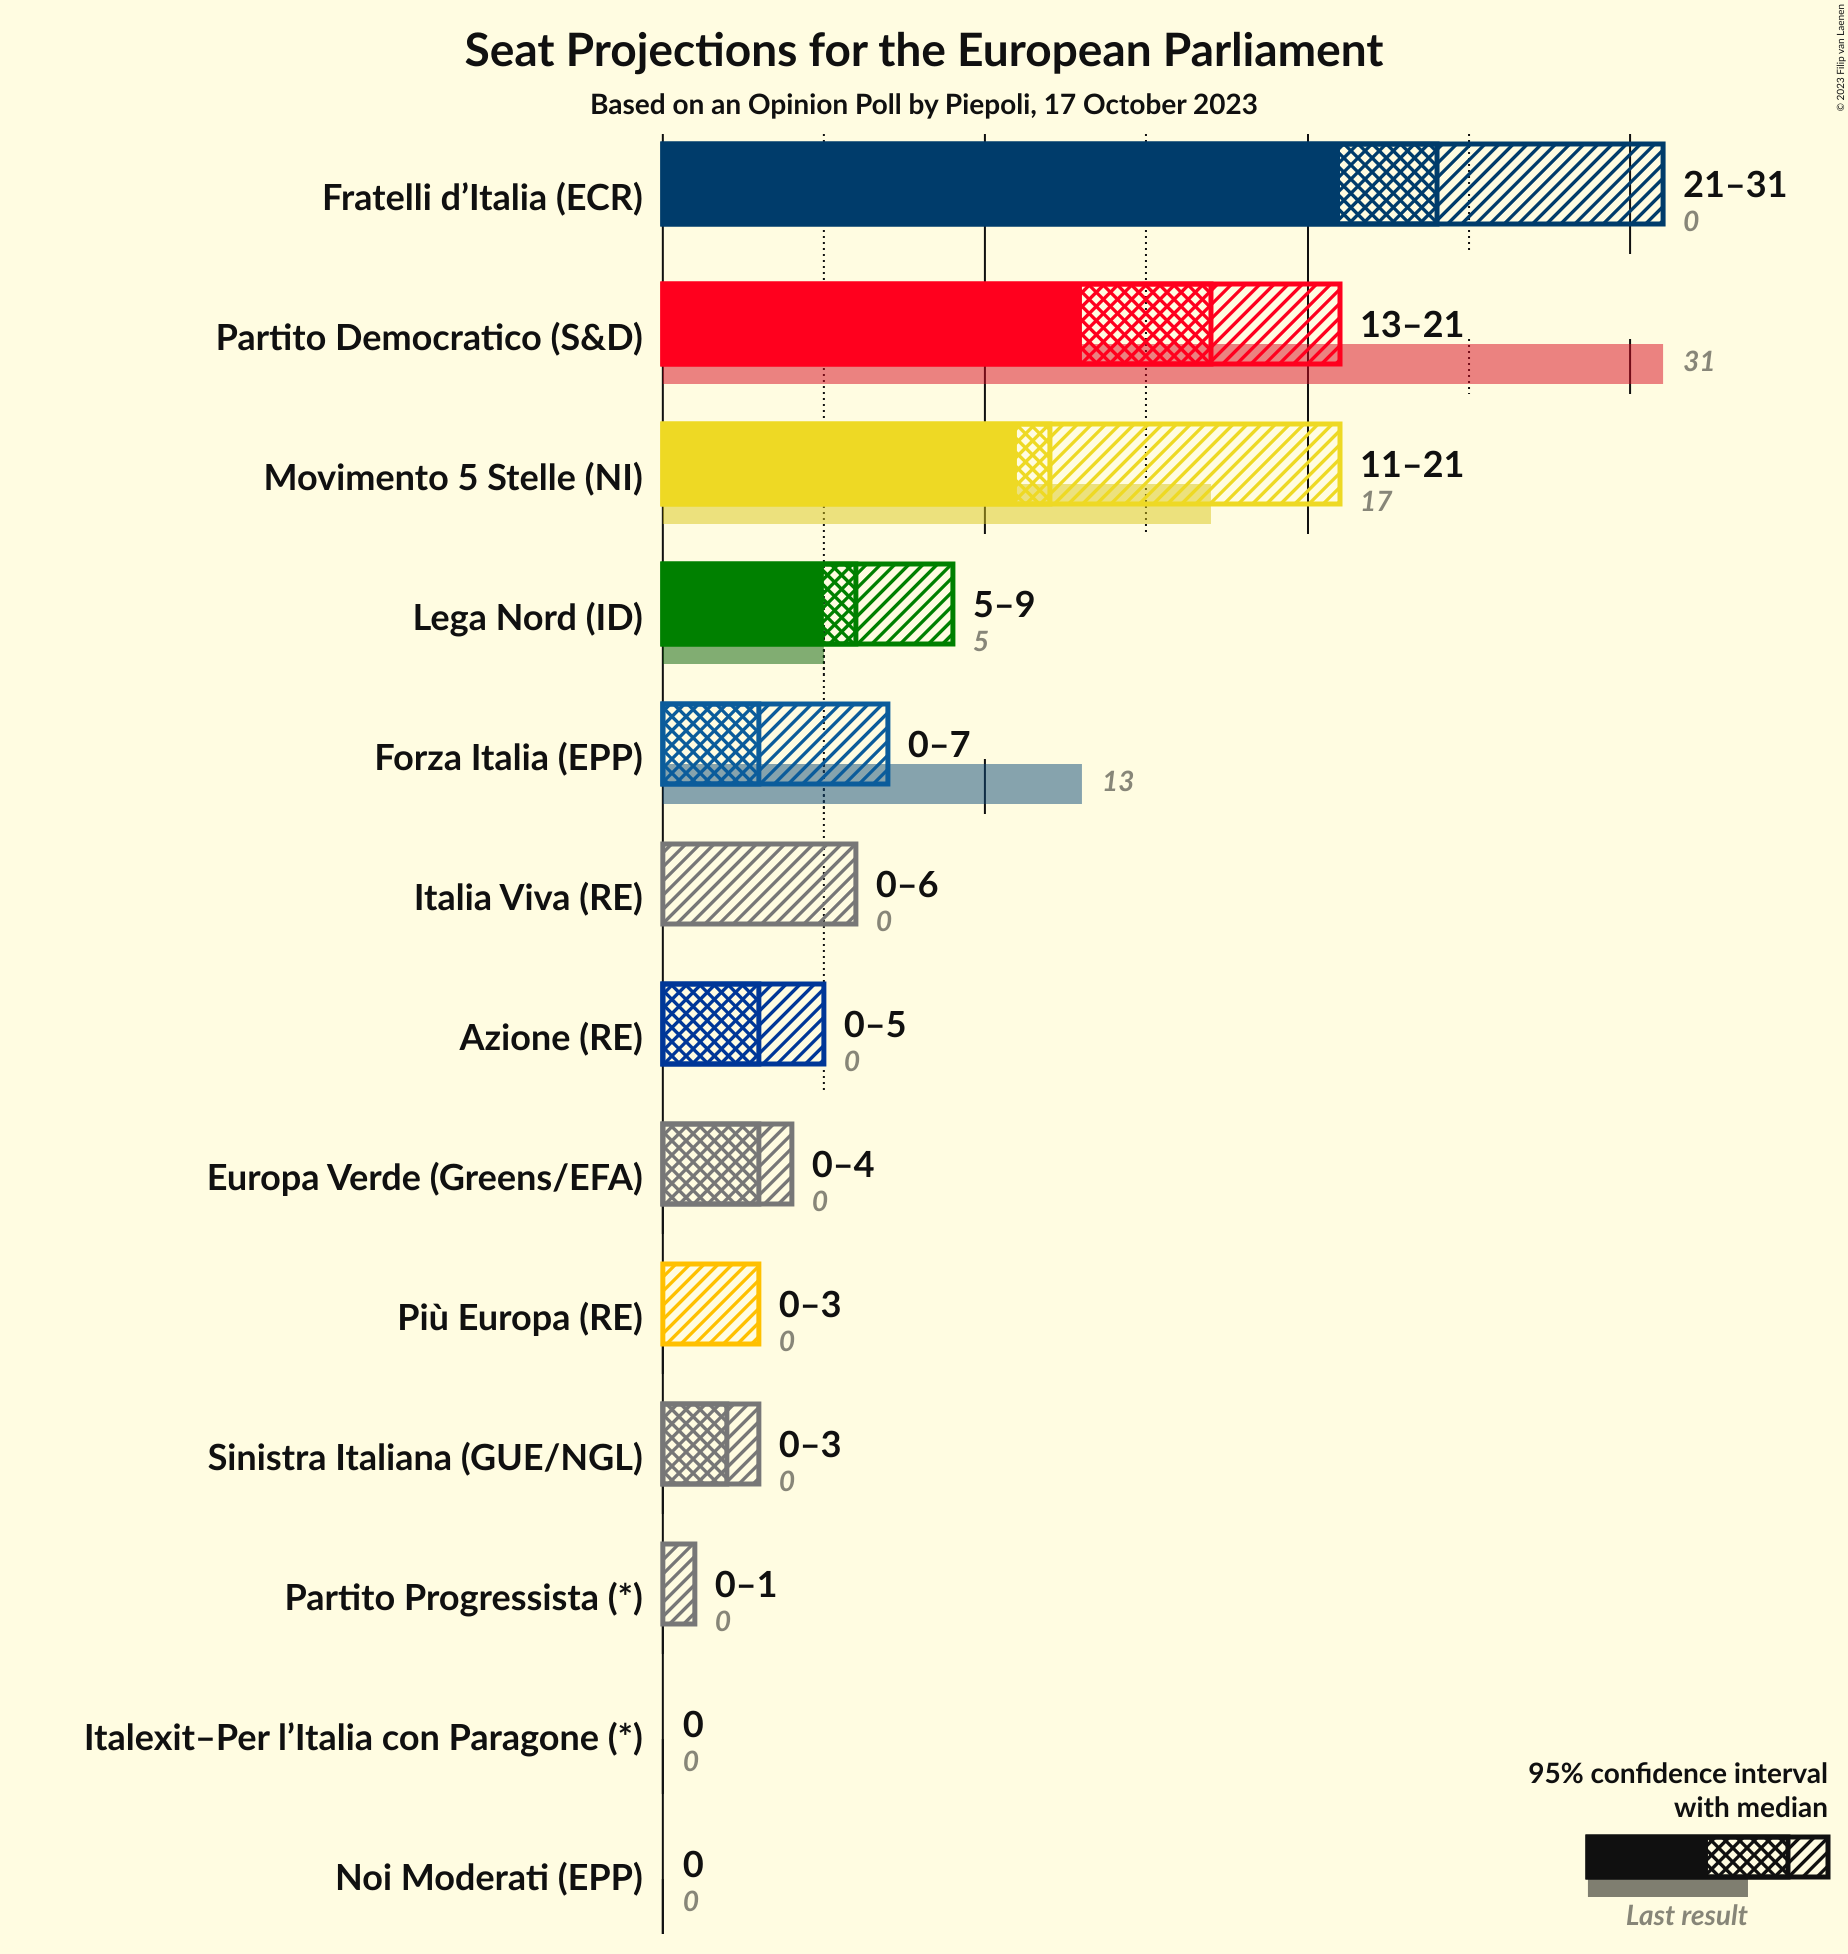 Seat Projections for the European Parliament
Based on an Opinion Poll by Piepoli, 17 October 2023
© 2023 Filip van Laenen
Fratelli d’Italia (ECR)
21–31
0
Partito Democratico (S&D)
13–21
31
Movimento 5 Stelle (NI)
11–21
17
Lega Nord (ID)
5–9
5
Forza Italia (EPP)
0–7
13
Italia Viva (RE)
0–6
0
Azione (RE)
0–5
0
Europa Verde (Greens/EFA)
0–4
0
Più Europa (RE)
0–3
0
Sinistra Italiana (GUE/NGL)
0–3
0
Partito Progressista (*)
0–1
0
Italexit–Per l’Italia con Paragone (*)
0
0
Noi Moderati (EPP)
0
0
95% confidence interval
with median
Last result